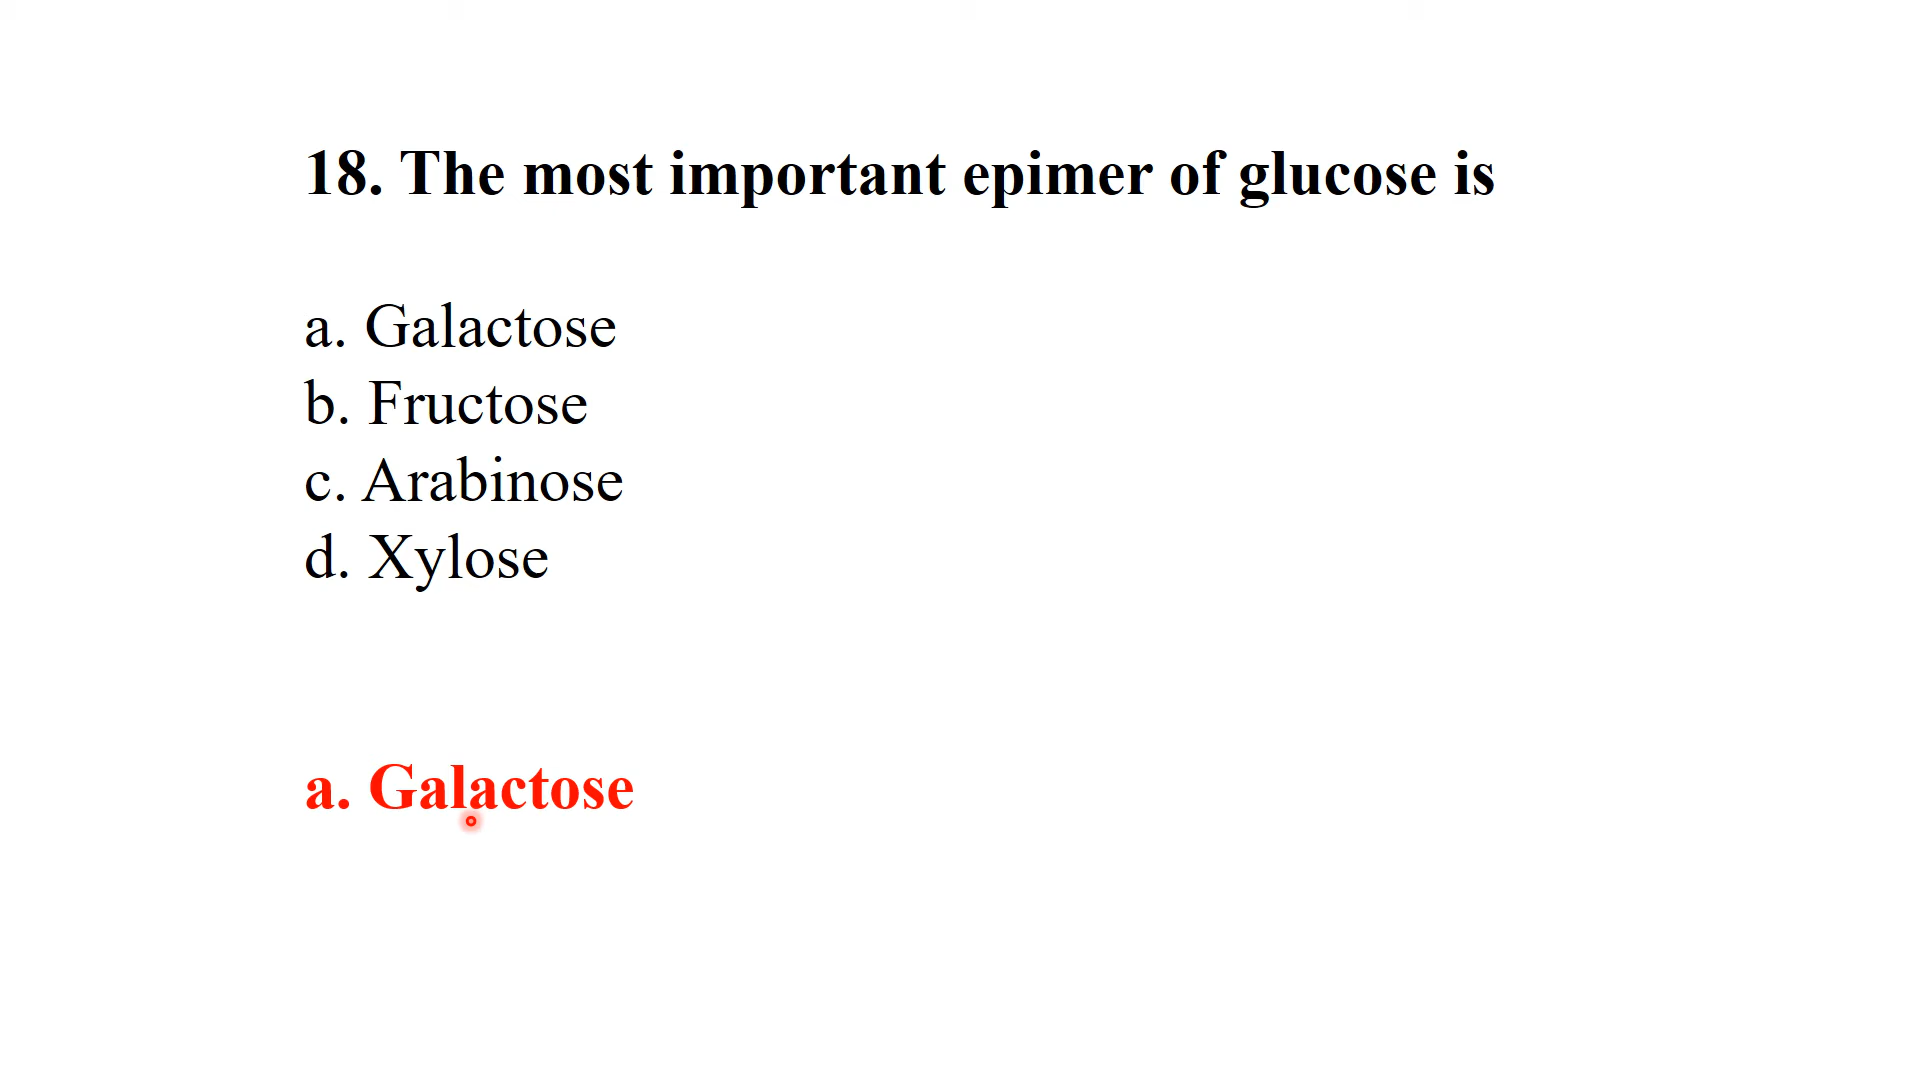 18. The most important epimer of glucose is
a. Galactose
b. Fructose
c. Arabinose
d. Xylose
a. Galactose